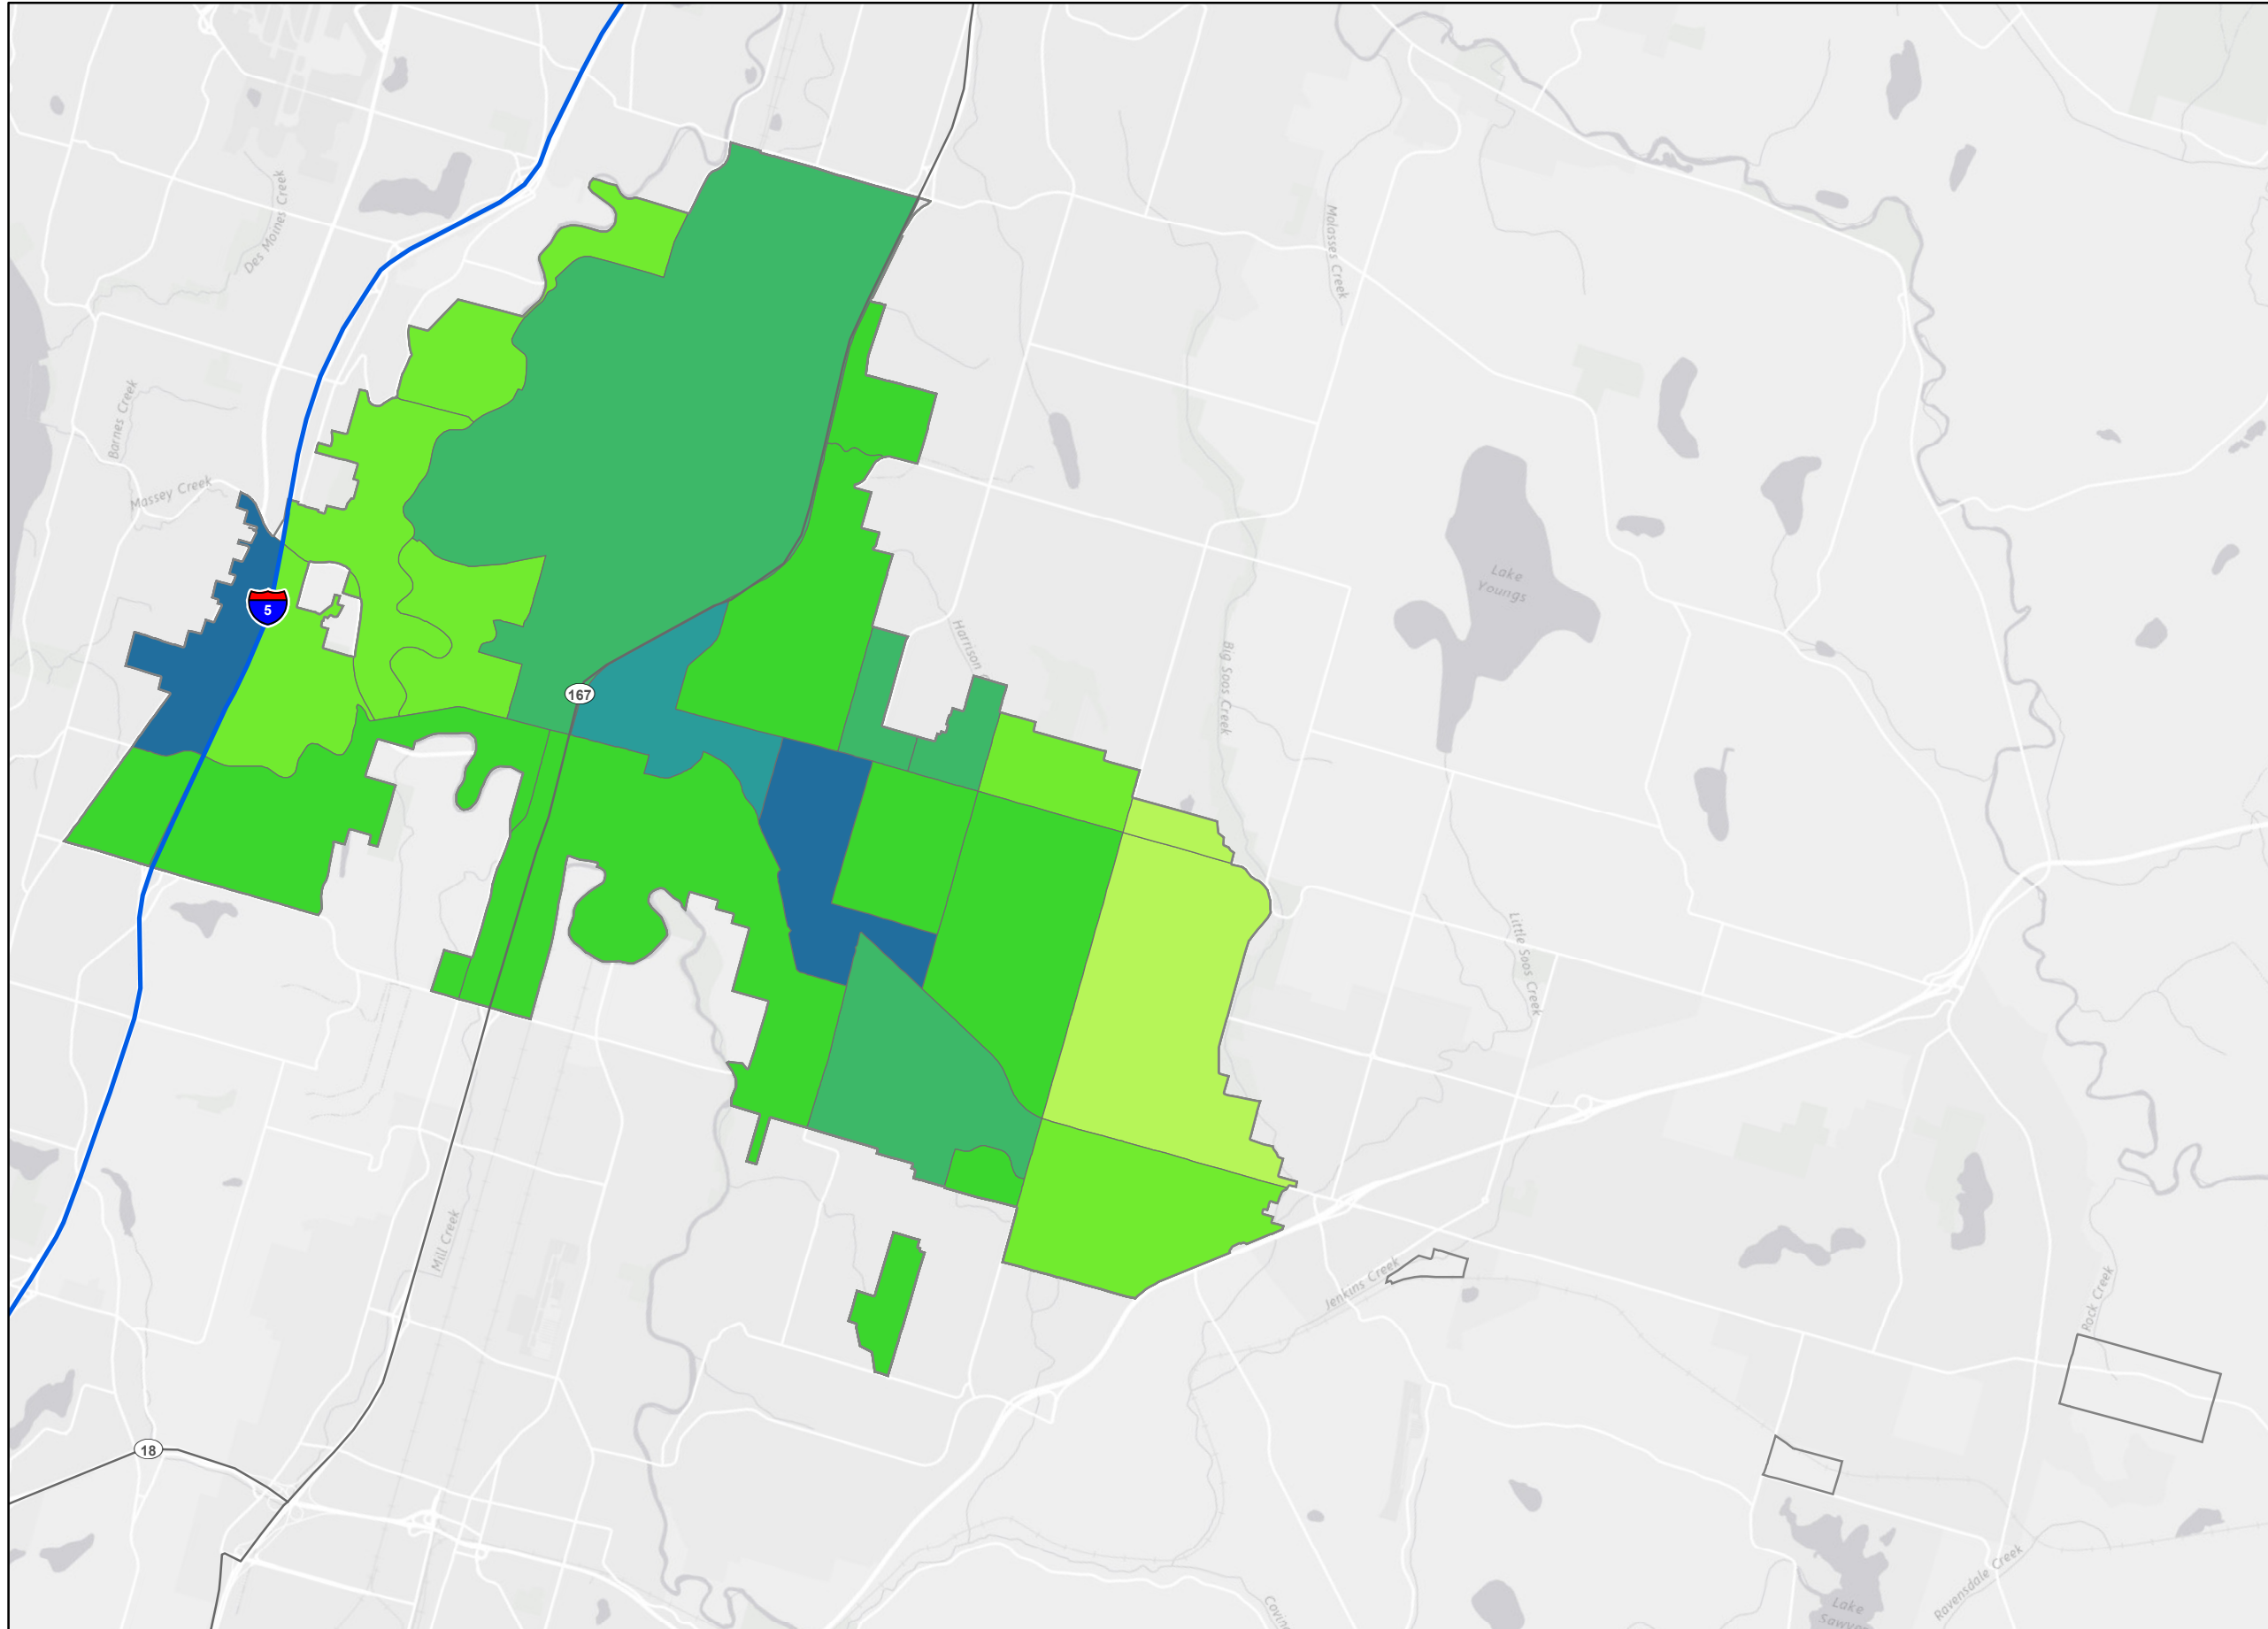 Des Moines Creek
Molasses Creek
Barnes Creek
Massey Creek
5
Lake
Youngs
Harrison
Big Soos Creek
167
Little Soos Creek
Mill Creek
Jenkins Creek
Rock Creek
18
Ravensdale Creek
Lake